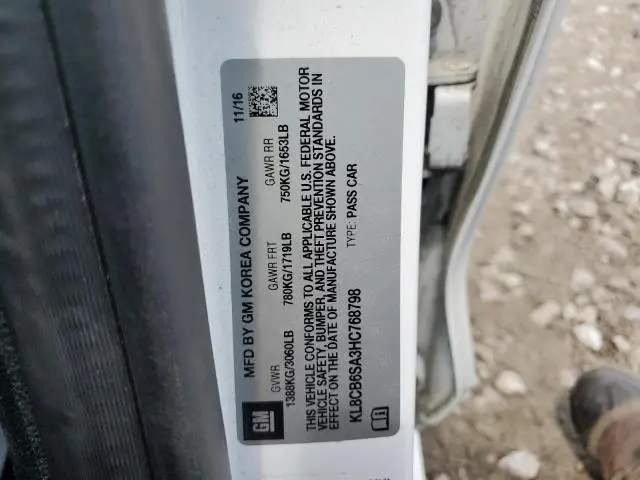 MFD BY GM KOREA COMPANY 11/16
GVWR GAWR FRT GAWR RR
1388KG/3060LB 780KG/1719LB 750KG/1653LB
THIS VEHICLE CONFORMS TO ALL APPLICABLE U.S. FEDERAL MOTOR
VEHICLE SAFETY, BUMPER, AND THEFT PREVENTION STANDARDS IN
EFFECT ON THE DATE OF MANUFACTURE SHOWN ABOVE.
KL8CB6SA3HC768798 TYPE: PASS CAR
GM